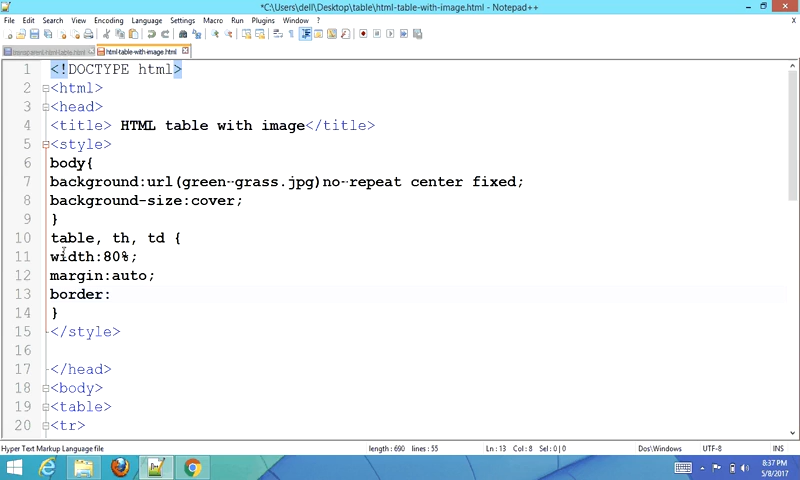 *C:\Users\dell\Desktop\table\html-table-with-image.html - Notepad++
File Edit Search View Encoding Language Settings Macro Run Plugins Window ?
X
transparent-html-table.html html-table-with-image.html
1 <!DOCTYPE html>
2 <html>
3 <head>
4 <title> HTML table with image</title>
5 <style>
6 body{
7 background:url(green-grass.jpg)no-repeat center fixed;
8 background-size:cover;
9 }
10 table, th, td {
11 width:80%;
12 margin:auto;
13 border:
14 }
15 </style>
16
17 </head>
18 <body>
19 <table>
20 <tr>
Hyper Text Markup Language file length : 690 lines : 55 Ln : 13 Col : 8 Sel : 0 | 0 Dos\Windows UTF-8 INS
8:37 PM
5/8/2017